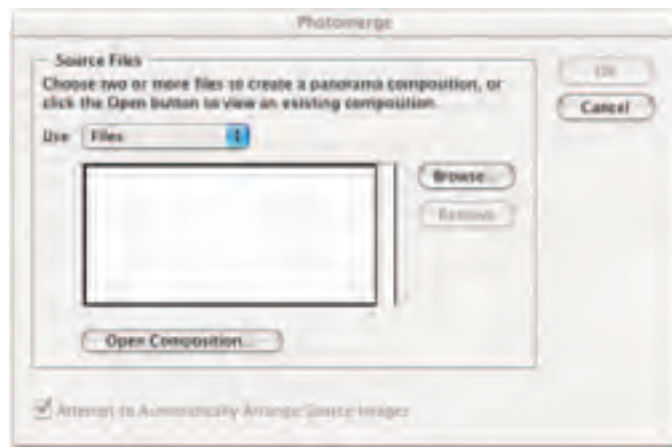 Photomerge
Source Files
Choose two or more files to create a panorama composition, or
click the Open button to view an existing composition.
Use Files
Browse...
Remove
Open Composition...
OK
Cancel
Attempt to Automatically Arrange Source Images